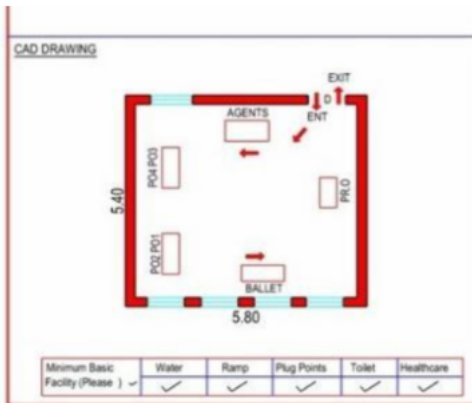 CAD DRAWING
EXIT
D
ENT
AGENTS
PO4 PO3
PR.O
5.40
PO2 PO1
BALLET
5.80
Minimum Basic Facility (Please ) ✓
Water ✓
Ramp ✓
Plug Points ✓
Toilet ✓
Healthcare ✓